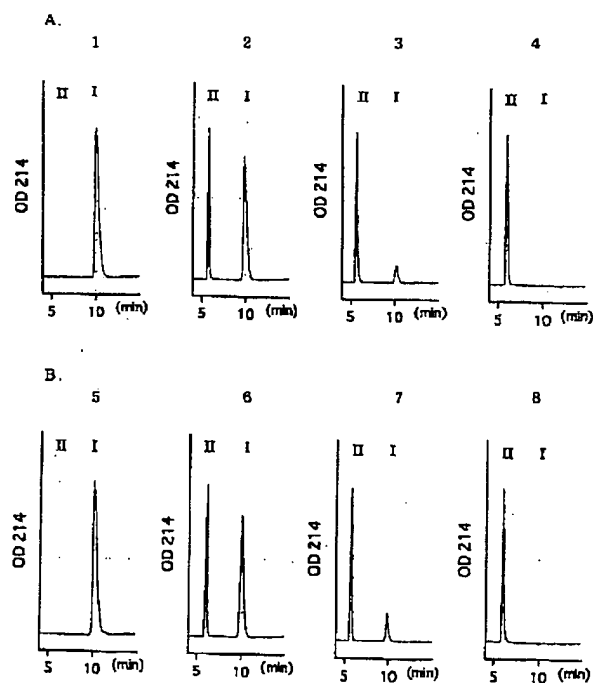 A.
1 2 3 4
II I II I II I II I
OD 214 OD 214 OD 214 OD 214
5 10 (min) 5 10 (min) 5 10 (min) 5 10 (min)
B.
5 6 7 8
II I II I II I II I
OD 214 OD 214 OD 214 OD 214
5 10 (min) 5 10 (min) 5 10 (min) 5 10 (min)